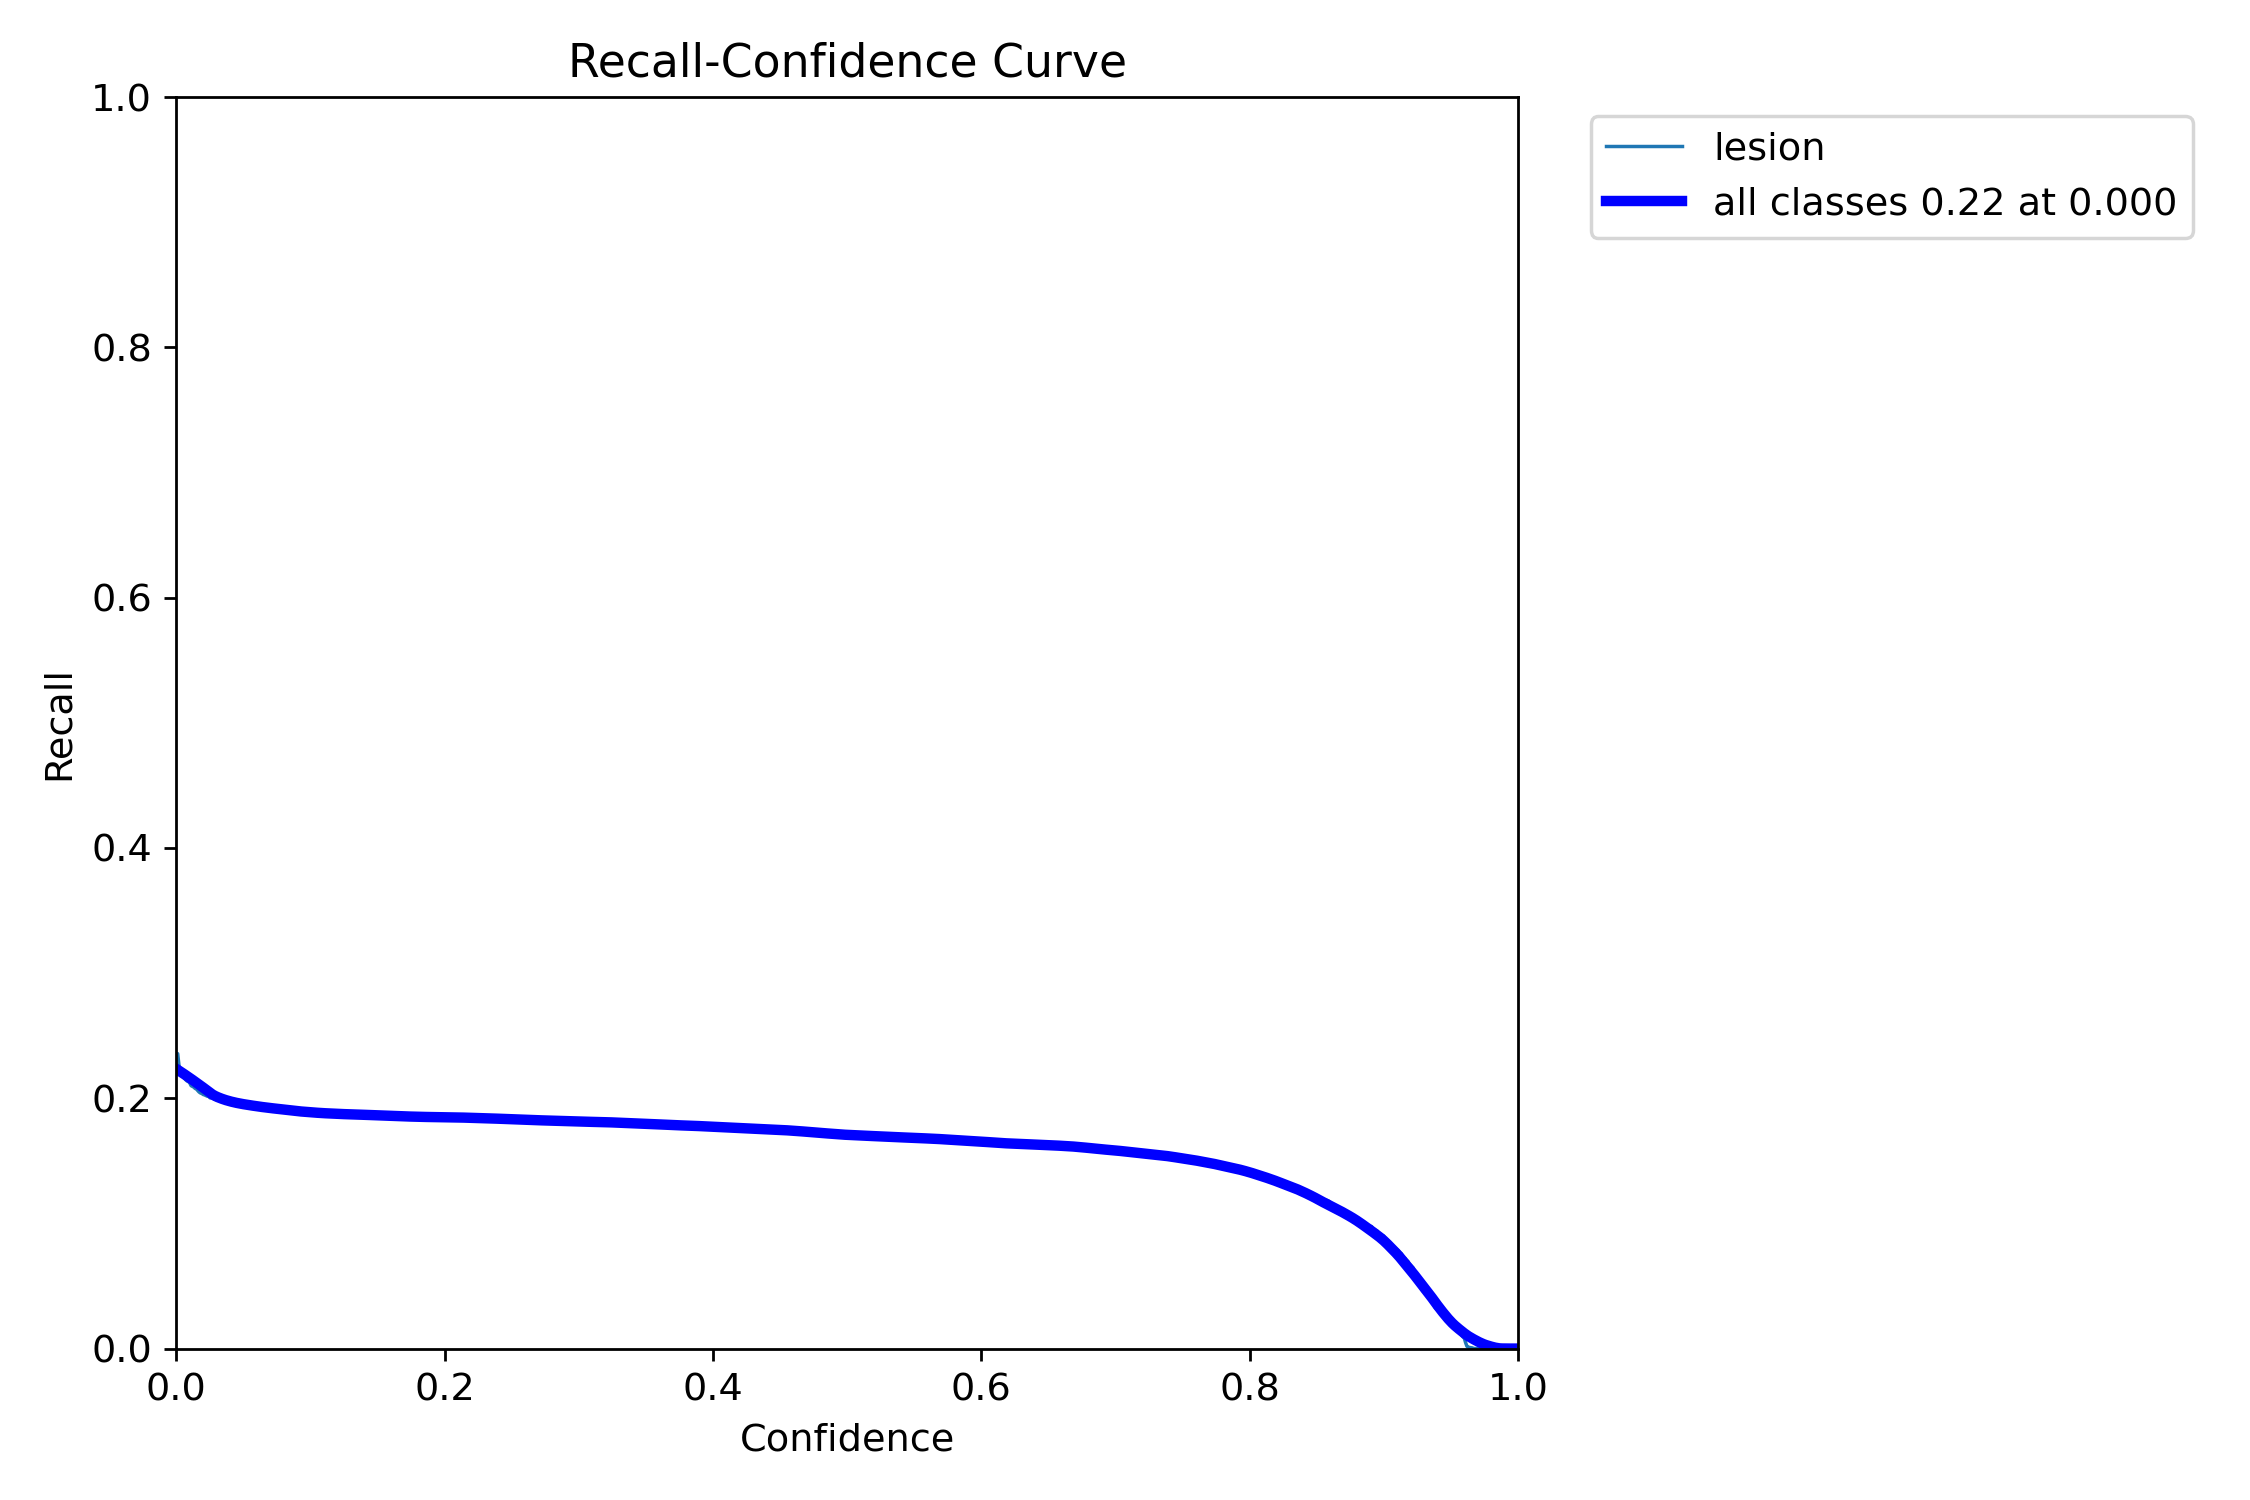 Recall-Confidence Curve
1.0
0.8
0.6
0.4
0.2
0.0
Recall
0.0 0.2 0.4 0.6 0.8 1.0
Confidence
lesion
all classes 0.22 at 0.000